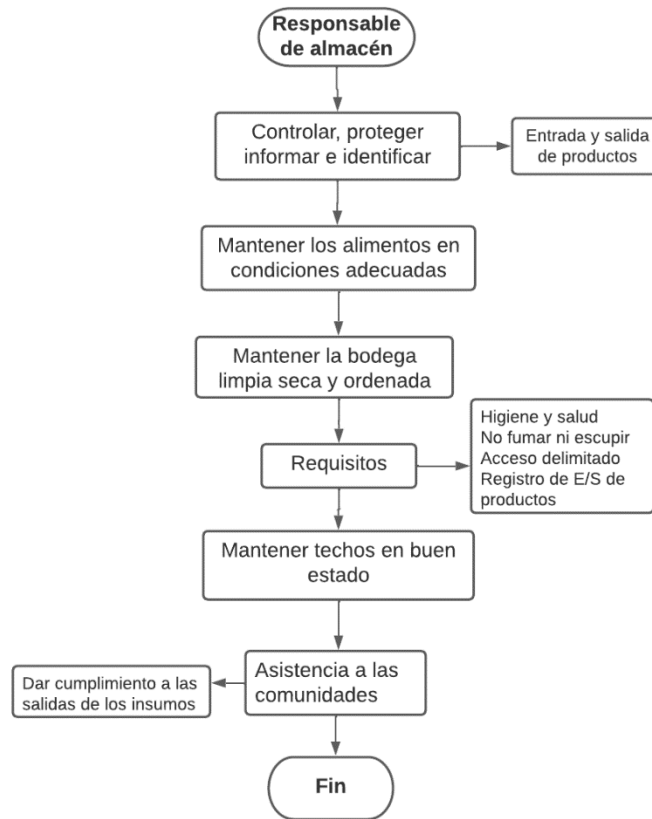 Responsable
de almacén
Controlar, proteger
informar e identificar
Entrada y salida
de productos
Mantener los alimentos en
condiciones adecuadas
Mantener la bodega
limpia seca y ordenada
Requisitos
Higiene y salud
No fumar ni escupir
Acceso delimitado
Registro de E/S de
productos
Mantener techos en buen
estado
Asistencia a las
comunidades
Dar cumplimiento a las
salidas de los insumos
Fin